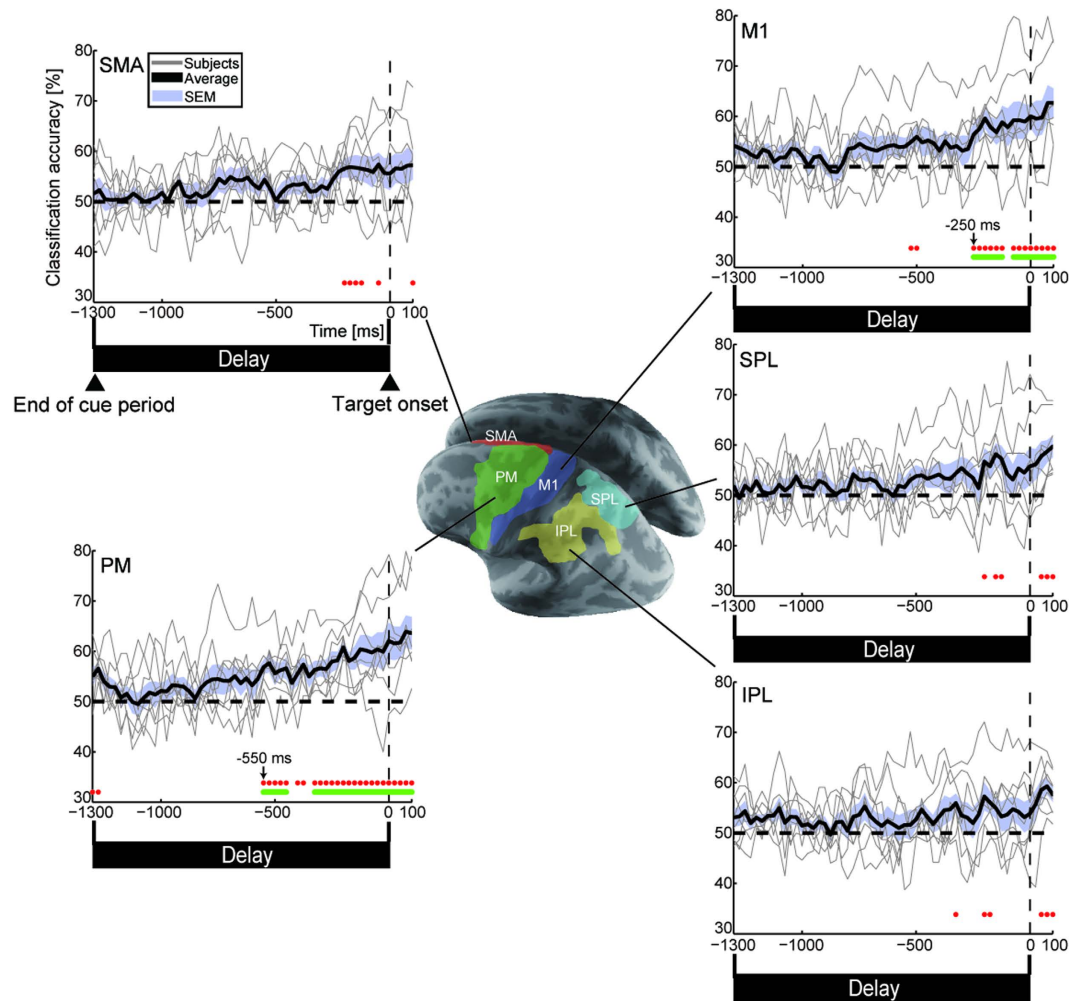 SMA
Classification accuracy [%]
80
70
60
50
40
30
Subjects
Average
SEM
−1300 −1000 −500 0 100
Time [ms]
Delay
End of cue period
Target onset
M1
80
70
60
50
40
30
-250 ms
−1300 −1000 −500 0 100
Delay
SPL
80
70
60
50
40
30
−1300 −1000 −500 0 100
Delay
SMA
PM
M1
SPL
IPL
PM
80
70
60
50
40
30
-550 ms
−1300 −1000 −500 0 100
Delay
IPL
80
70
60
50
40
30
−1300 −1000 −500 0 100
Delay